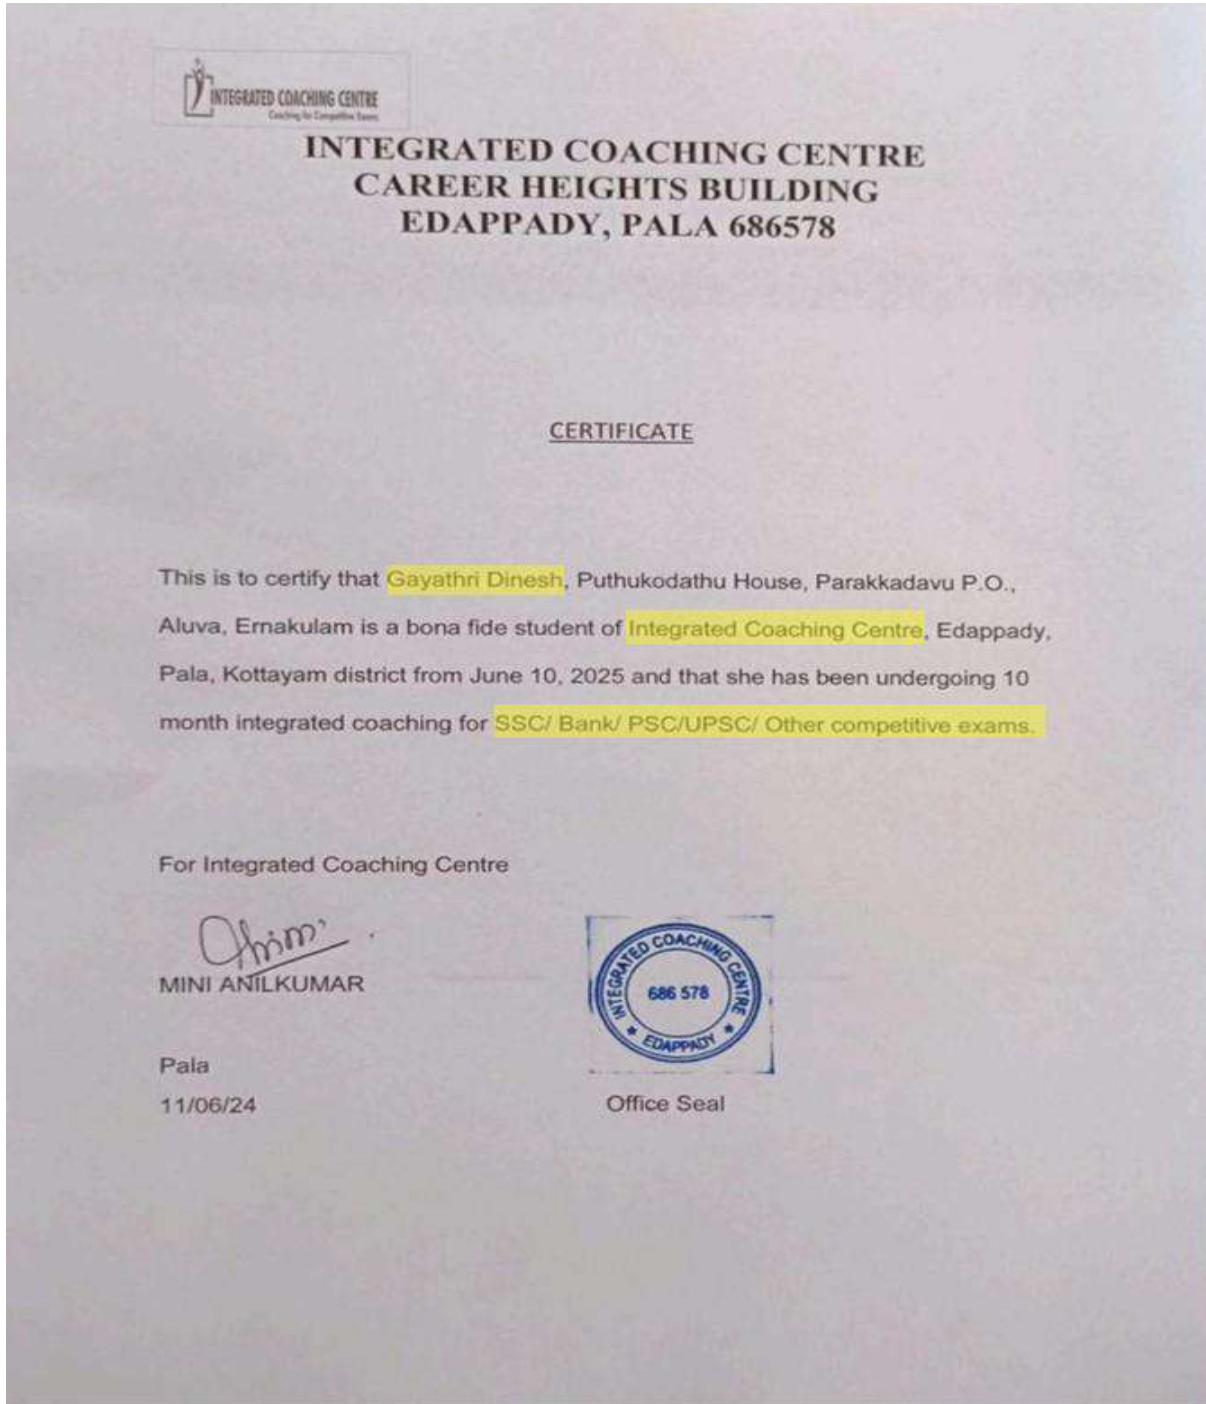 INTEGRATED COACHING CENTRE
Coaching for Competitive Exams
INTEGRATED COACHING CENTRE
CAREER HEIGHTS BUILDING
EDAPPADY, PALA 686578
CERTIFICATE
This is to certify that Gayathri Dinesh, Puthukodathu House, Parakkadavu P.O.,
Aluva, Ernakulam is a bona fide student of Integrated Coaching Centre, Edappady,
Pala, Kottayam district from June 10, 2025 and that she has been undergoing 10
month integrated coaching for SSC/ Bank/ PSC/UPSC/ Other competitive exams.
For Integrated Coaching Centre
MINI ANILKUMAR
INTEGRATED COACHING CENTRE
686 578
★ EDAPPADY ★
Pala
11/06/24
Office Seal